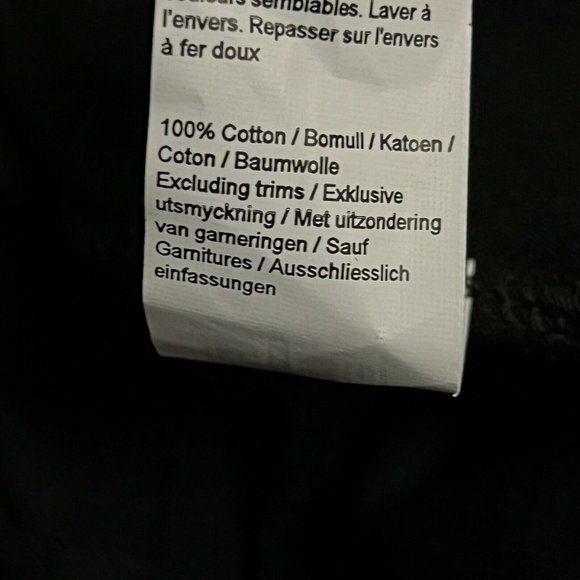 semblables. Laver à
l'envers. Repasser sur l'envers
à fer doux
100% Cotton / Bomull / Katoen /
Coton / Baumwolle
Excluding trims / Exklusive
utsmyckning / Met uitzondering
van garneringen / Sauf
Garnitures / Ausschliesslich
einfassungen